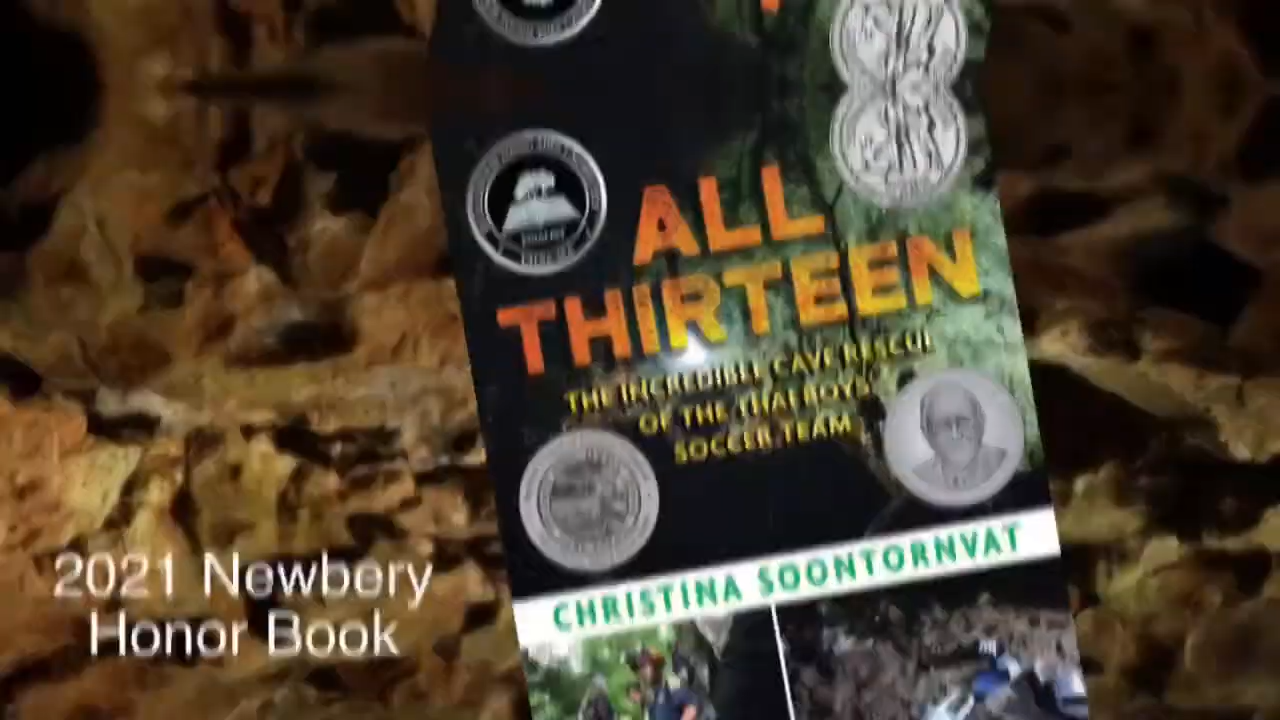 ALL
THIRTEEN
THE INCREDIBLE CAVE RESCUE
OF THE THAI BOYS'
SOCCER TEAM
CHRISTINA SOONTORNVAT
2021 Newbery
Honor Book